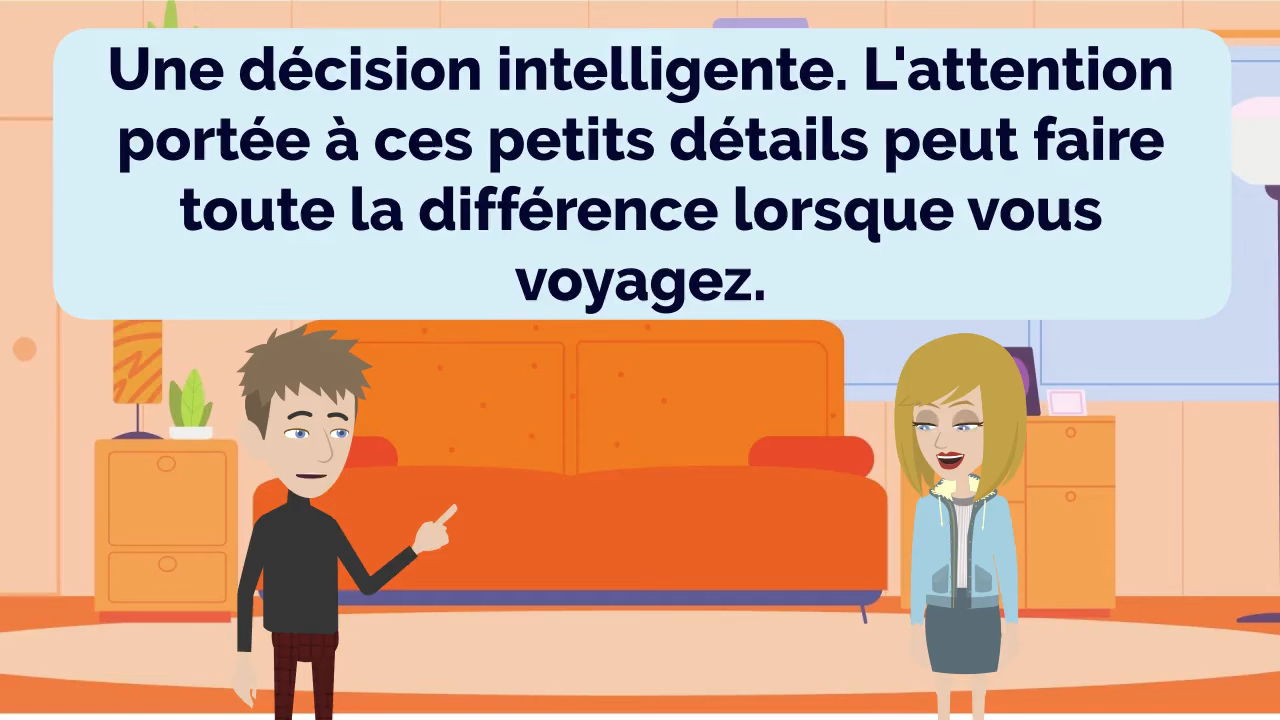 Une décision intelligente. L'attention
portée à ces petits détails peut faire
toute la différence lorsque vous
voyagez.